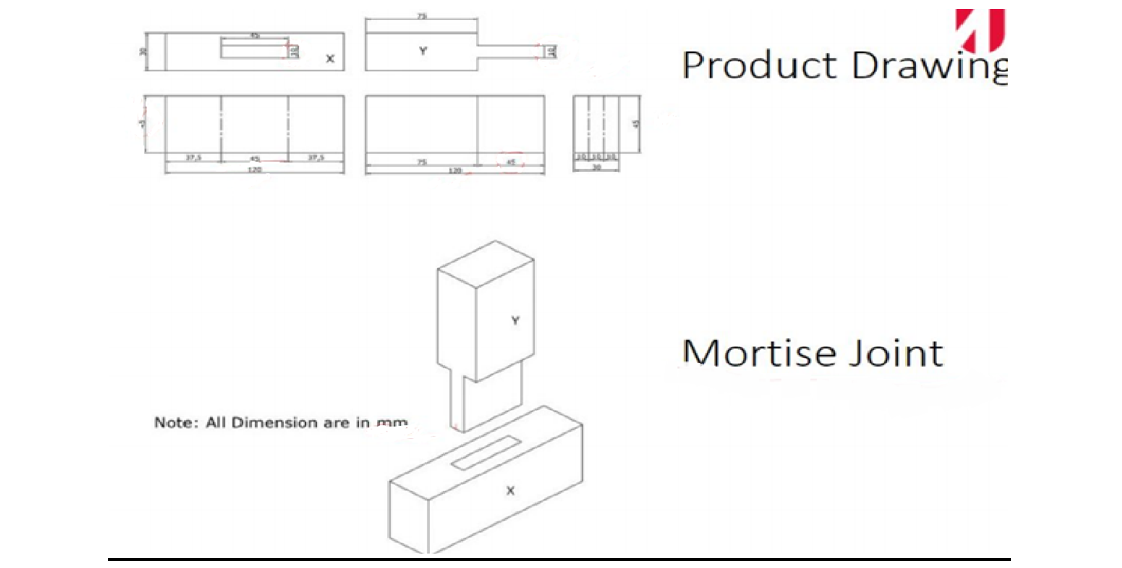 75
45
30
10
X
Y
10
Product Drawing
45
45
37,5 45 37,5
120
75 45
120
10 10 10
30
Y
Mortise Joint
Note: All Dimension are in mm
X